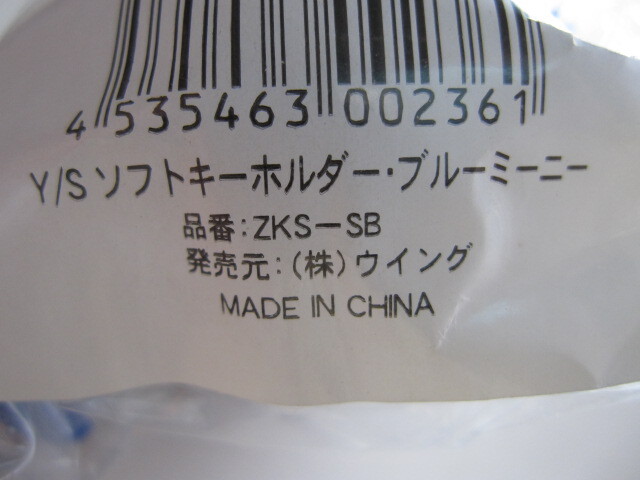 4 535463 002361
Y/S ソフトキーホルダー・ブルーミーニー
品番:ZKS-SB
発売元:(株)ウイング
MADE IN CHINA